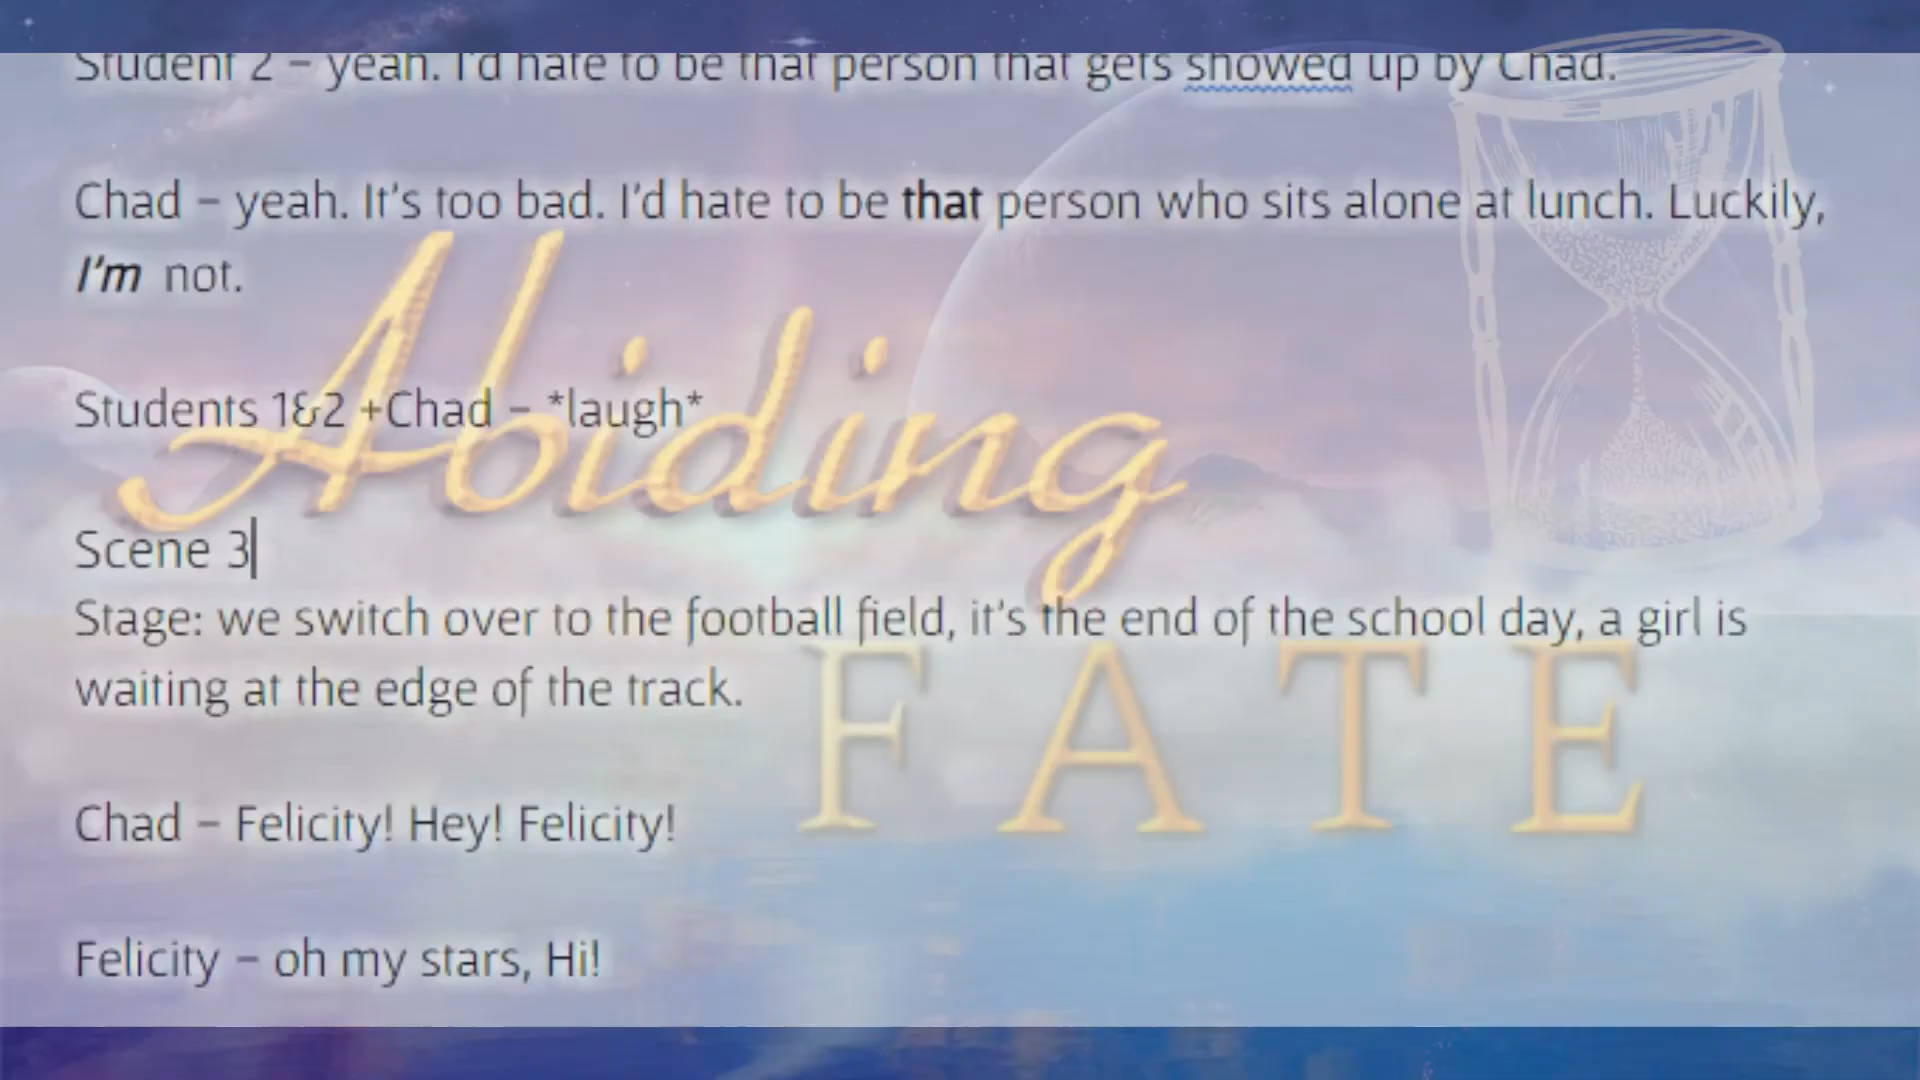 Student 2 – yeah. I'd hate to be that person that gets showed up by Chad.
Chad – yeah. It's too bad. I'd hate to be that person who sits alone at lunch. Luckily,
I'm not.
Abiding
Students 1&2 +Chad – *laugh*
Scene 3
Stage: we switch over to the football field, it's the end of the school day, a girl is
waiting at the edge of the track.
FATE
Chad – Felicity! Hey! Felicity!
Felicity – oh my stars, Hi!